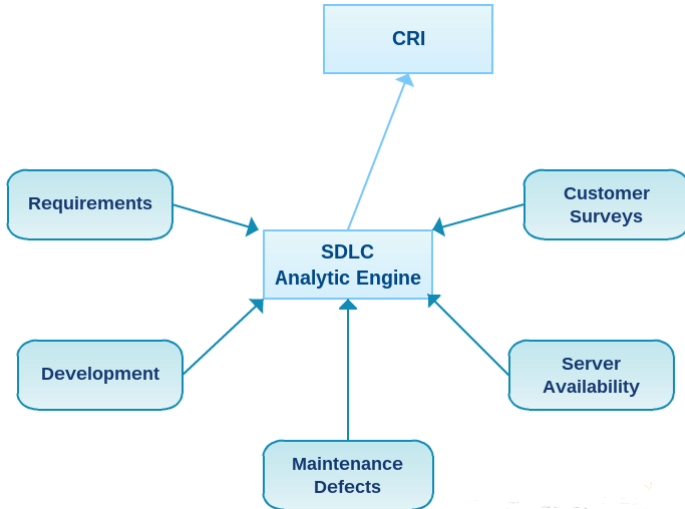 CRI
Requirements
Customer
Surveys
SDLC
Analytic Engine
Development
Server
Availability
Maintenance
Defects